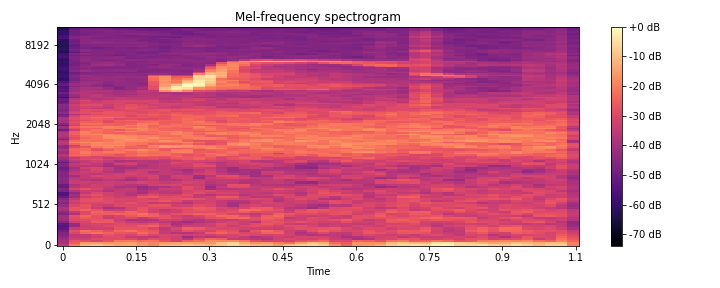 Mel-frequency spectrogram
Hz
8192
4096
2048
1024
512
0
0
0.15
0.3
0.45
0.6
0.75
0.9
1.1
Time
+0 dB
-10 dB
-20 dB
-30 dB
-40 dB
-50 dB
-60 dB
-70 dB